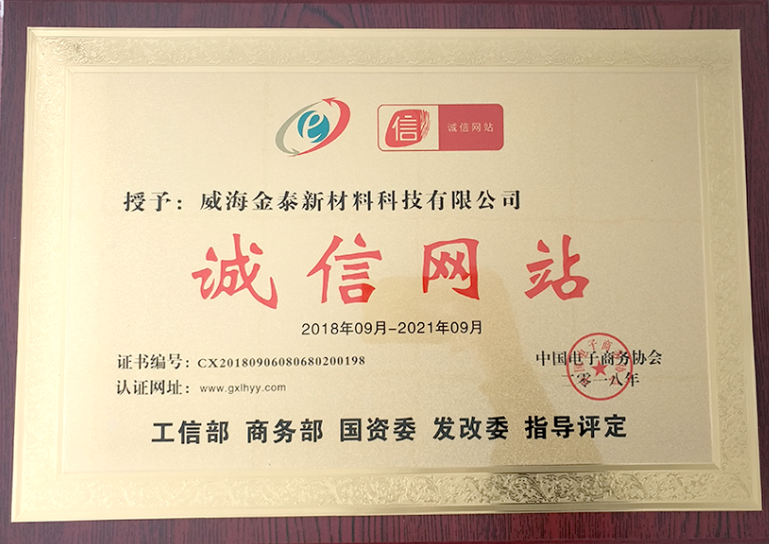 信 诚信网站
授予：威海金泰新材料科技有限公司
诚信网站
2018年09月-2021年09月
证书编号：CX20180906080680200198
中国电子商务协会
认证网址：www.gxlhyy.com
二零一八年
工信部 商务部 国资委 发改委 指导评定